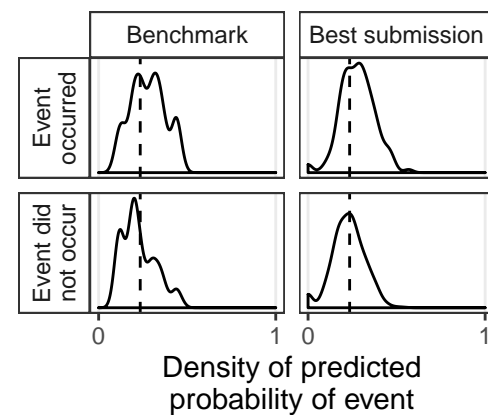 Benchmark
Best submission
Event
occurred
Event did
not occur
0
1
0
1
Density of predicted
probability of event